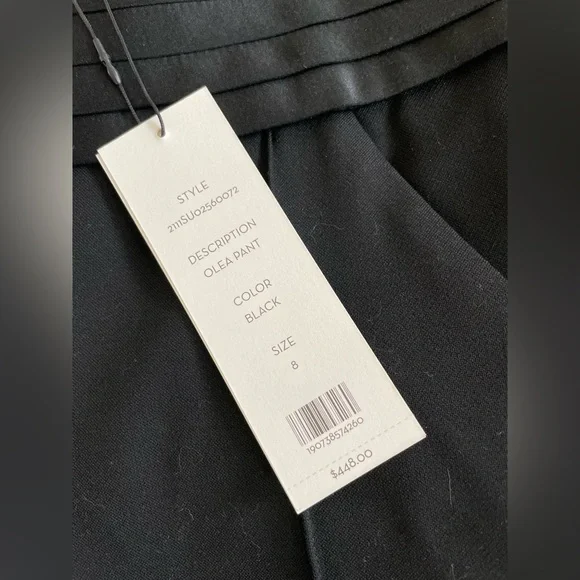 STYLE
2111SU02560072
DESCRIPTION
OLEA PANT
COLOR
BLACK
SIZE
8
190738574260
$448.00